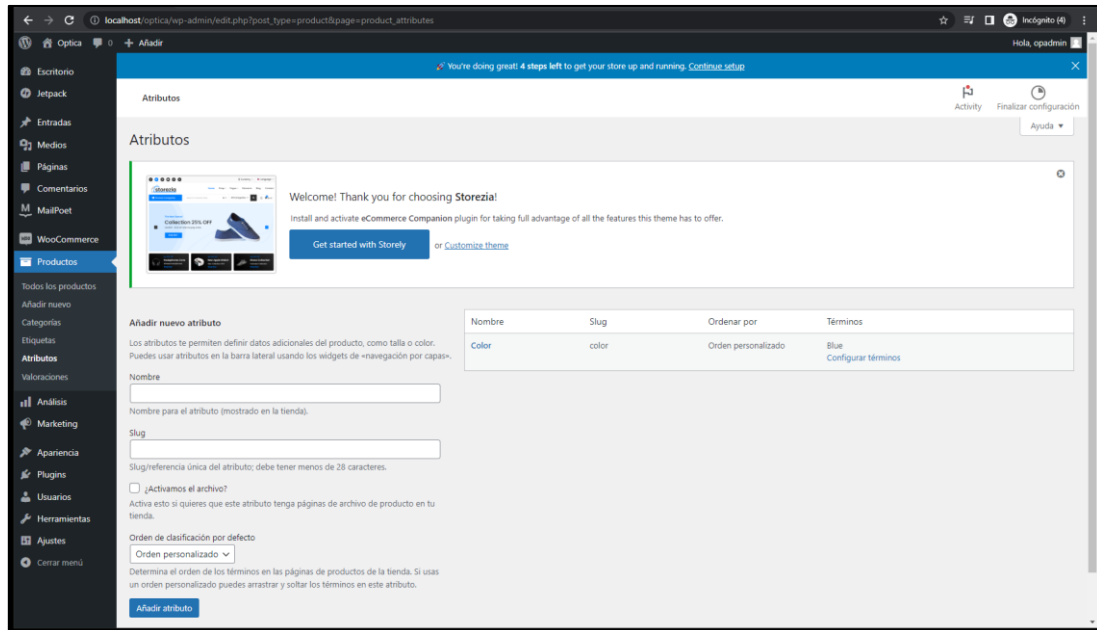 localhost/optica/wp-admin/edit.php?post_type=product&page=product_attributes
Incógnito (4)
Optica 0 + Añadir
Hola, opadmin
Escritorio
Jetpack
Entradas
Medios
Páginas
Comentarios
MailPoet
WooCommerce
Productos
Todos los productos
Añadir nuevo
Categorías
Etiquetas
Atributos
Valoraciones
Análisis
Marketing
Apariencia
Plugins
Usuarios
Herramientas
Ajustes
Cerrar menú
You're doing great! 4 steps left to get your store up and running. Continue setup
Atributos
Activity
Finalizar configuración
Ayuda
Atributos
Storezia
Collection 25% OFF
Welcome! Thank you for choosing Storezia!
Install and activate eCommerce Companion plugin for taking full advantage of all the features this theme has to offer.
Get started with Storely or Customize theme
Añadir nuevo atributo
Los atributos te permiten definir datos adicionales del producto, como talla o color.
Puedes usar atributos en la barra lateral usando los widgets de «navegación por capas».
Nombre
Nombre para el atributo (mostrado en la tienda).
Slug
Slug/referencia única del atributo; debe tener menos de 28 caracteres.
¿Activamos el archivo?
Activa esto si quieres que este atributo tenga páginas de archivo de producto en tu
tienda.
Orden de clasificación por defecto
Orden personalizado
Determina el orden de los términos en las páginas de productos de la tienda. Si usas
un orden personalizado puedes arrastrar y soltar los términos en este atributo.
Añadir atributo
Nombre Slug Ordenar por Términos
Color color Orden personalizado Blue
Configurar términos